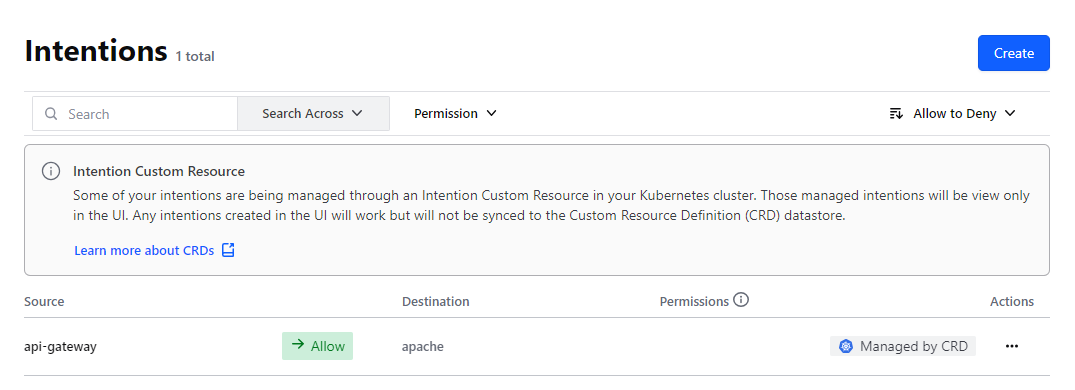 Intentions 1 total
Create
Search
Search Across
Permission
Allow to Deny
Intention Custom Resource
Some of your intentions are being managed through an Intention Custom Resource in your Kubernetes cluster. Those managed intentions will be view only
in the UI. Any intentions created in the UI will work but will not be synced to the Custom Resource Definition (CRD) datastore.
Learn more about CRDs
Source Destination Permissions Actions
api-gateway Allow apache Managed by CRD